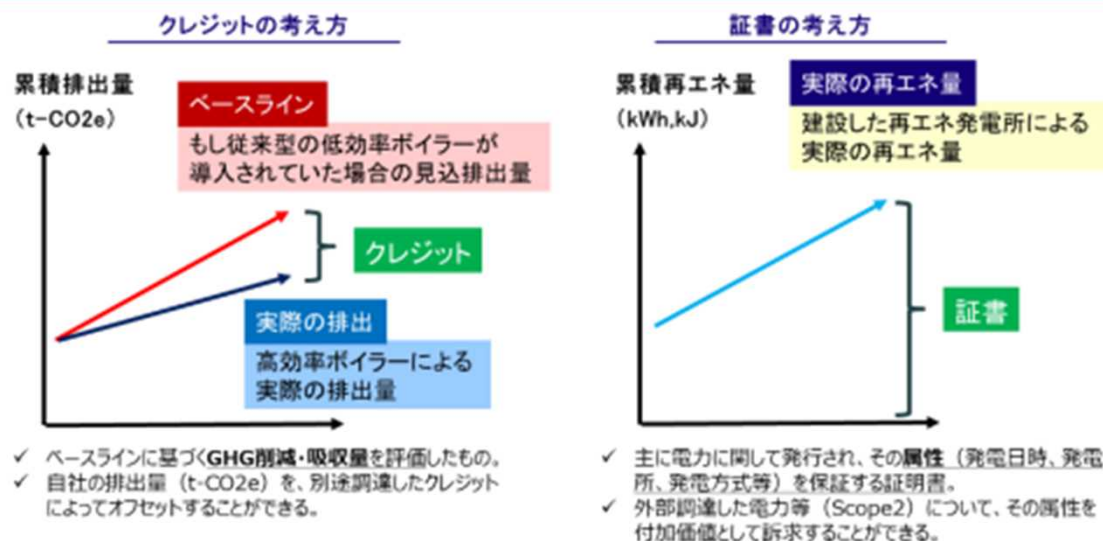 クレジットの考え方
累積排出量
(t-CO2e)
ベースライン
もし従来型の低効率ボイラーが
導入されていた場合の見込排出量
クレジット
実際の排出
高効率ボイラーによる
実際の排出量
✓ ベースラインに基づくGHG削減・吸収量を評価したもの。
✓ 自社の排出量（t-CO2e）を、別途調達したクレジット
によってオフセットすることができる。
証書の考え方
累積再エネ量
(kWh,kJ)
実際の再エネ量
建設した再エネ発電所による
実際の再エネ量
証書
✓ 主に電力に関して発行され、その属性（発電日時、発電
所、発電方式等）を保証する証明書。
✓ 外部調達した電力等（Scope2）について、その属性を
付加価値として訴求することができる。